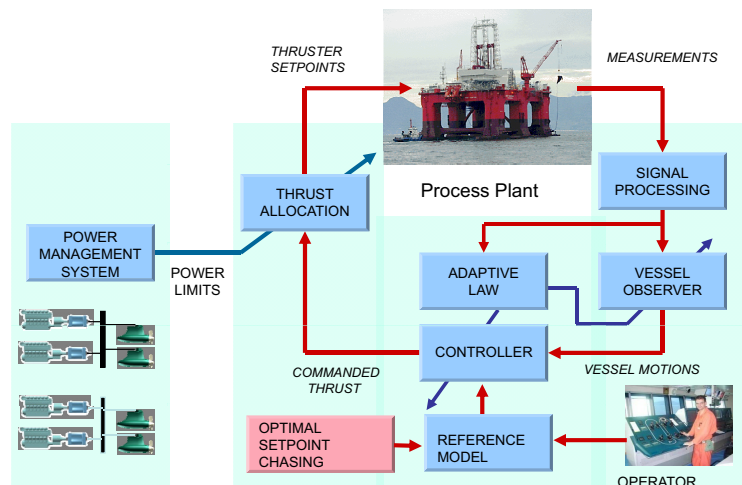 THRUSTER
SETPOINTS
MEASUREMENTS
Process Plant
SIGNAL
PROCESSING
THRUST
ALLOCATION
POWER
MANAGEMENT
SYSTEM
POWER
LIMITS
ADAPTIVE
LAW
VESSEL
OBSERVER
CONTROLLER
COMMANDED
THRUST
VESSEL MOTIONS
OPTIMAL
SETPOINT
CHASING
REFERENCE
MODEL
OPERATOR